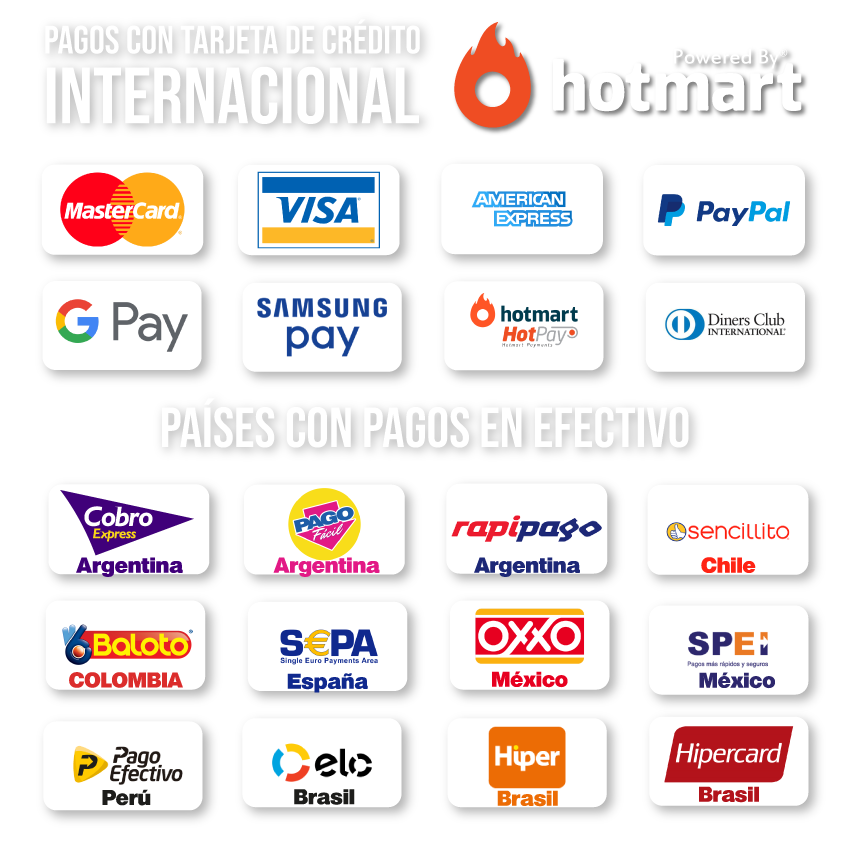 PAGOS CON TARJETA DE CRÉDITO
INTERNACIONAL
Powered By®
hotmart
MasterCard
VISA
AMERICAN
EXPRESS
PayPal
G Pay
SAMSUNG
pay
hotmart
HotPay
Hotmart Payments
Diners Club
INTERNATIONAL
PAÍSES CON PAGOS EN EFECTIVO
Cobro
Express
Argentina
PAGO
Fácil
Argentina
rapipago
Argentina
sencillito
Chile
Baloto
COLOMBIA
S€PA
Single Euro Payments Area
España
OXXO
México
SPEI
Pagos más rápidos y seguros
México
Pago
Efectivo
Perú
elo
Brasil
Hiper
Brasil
Hipercard
Brasil